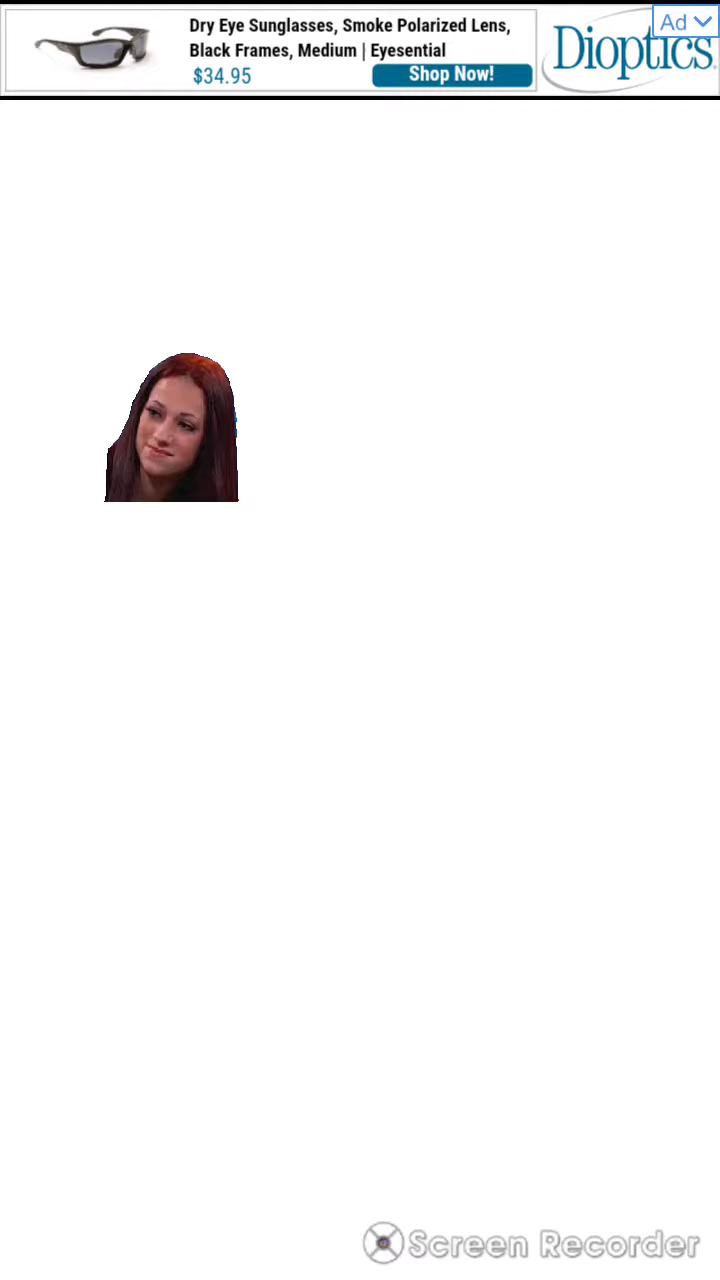 Dry Eye Sunglasses, Smoke Polarized Lens,
Black Frames, Medium | Eyesential
$34.95
Shop Now!
Dioptics
Ad
Screen Recorder